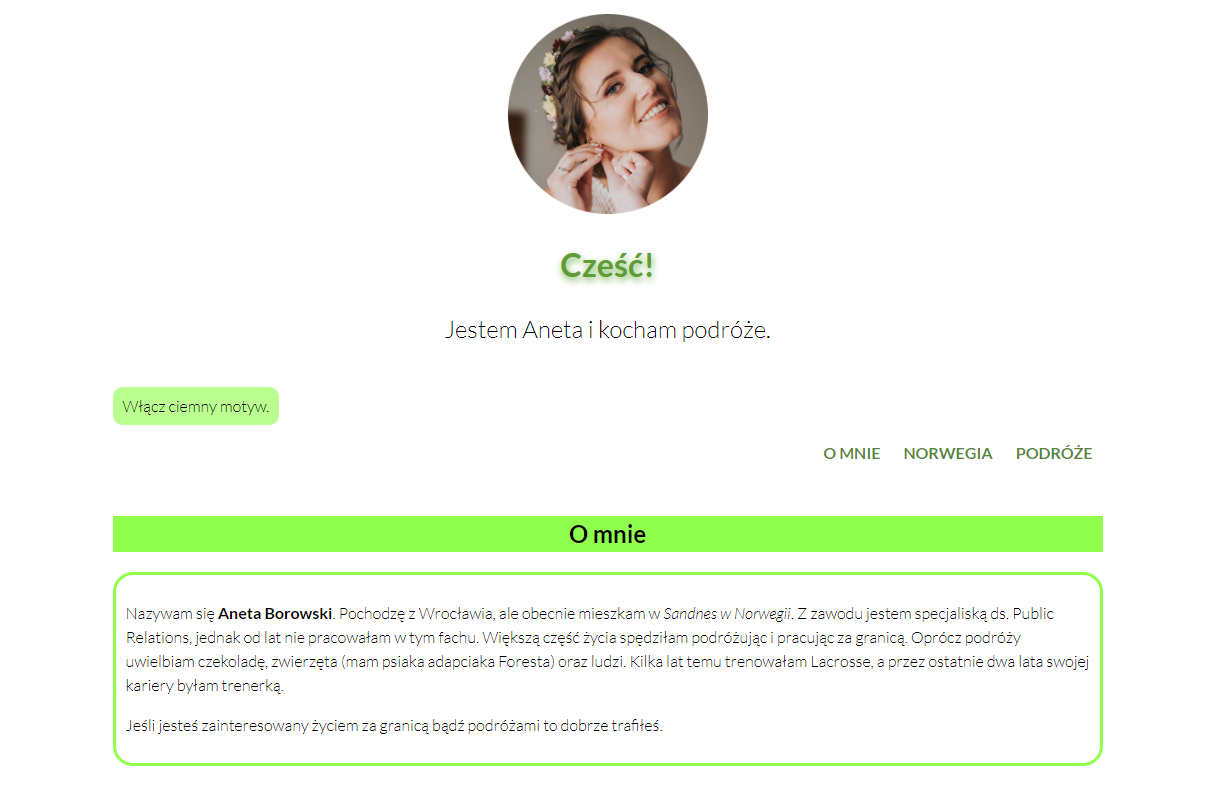 Cześć!
Jestem Aneta i kocham podróże.
Włącz ciemny motyw.
O MNIE NORWEGIA PODRÓŻE
O mnie
Nazywam się Aneta Borowski. Pochodzę z Wrocławia, ale obecnie mieszkam w Sandnes w Norwegii. Z zawodu jestem specjaliską ds. Public
Relations, jednak od lat nie pracowałam w tym fachu. Większą część życia spędziłam podróżując i pracując za granicą. Oprócz podróży
uwielbiam czekoladę, zwierzęta (mam psiaka adapciaka Foresta) oraz ludzi. Kilka lat temu trenowałam Lacrosse, a przez ostatnie dwa lata swojej
kariery byłam trenerką.
Jeśli jesteś zainteresowany życiem za granicą bądź podróżami to dobrze trafiłeś.